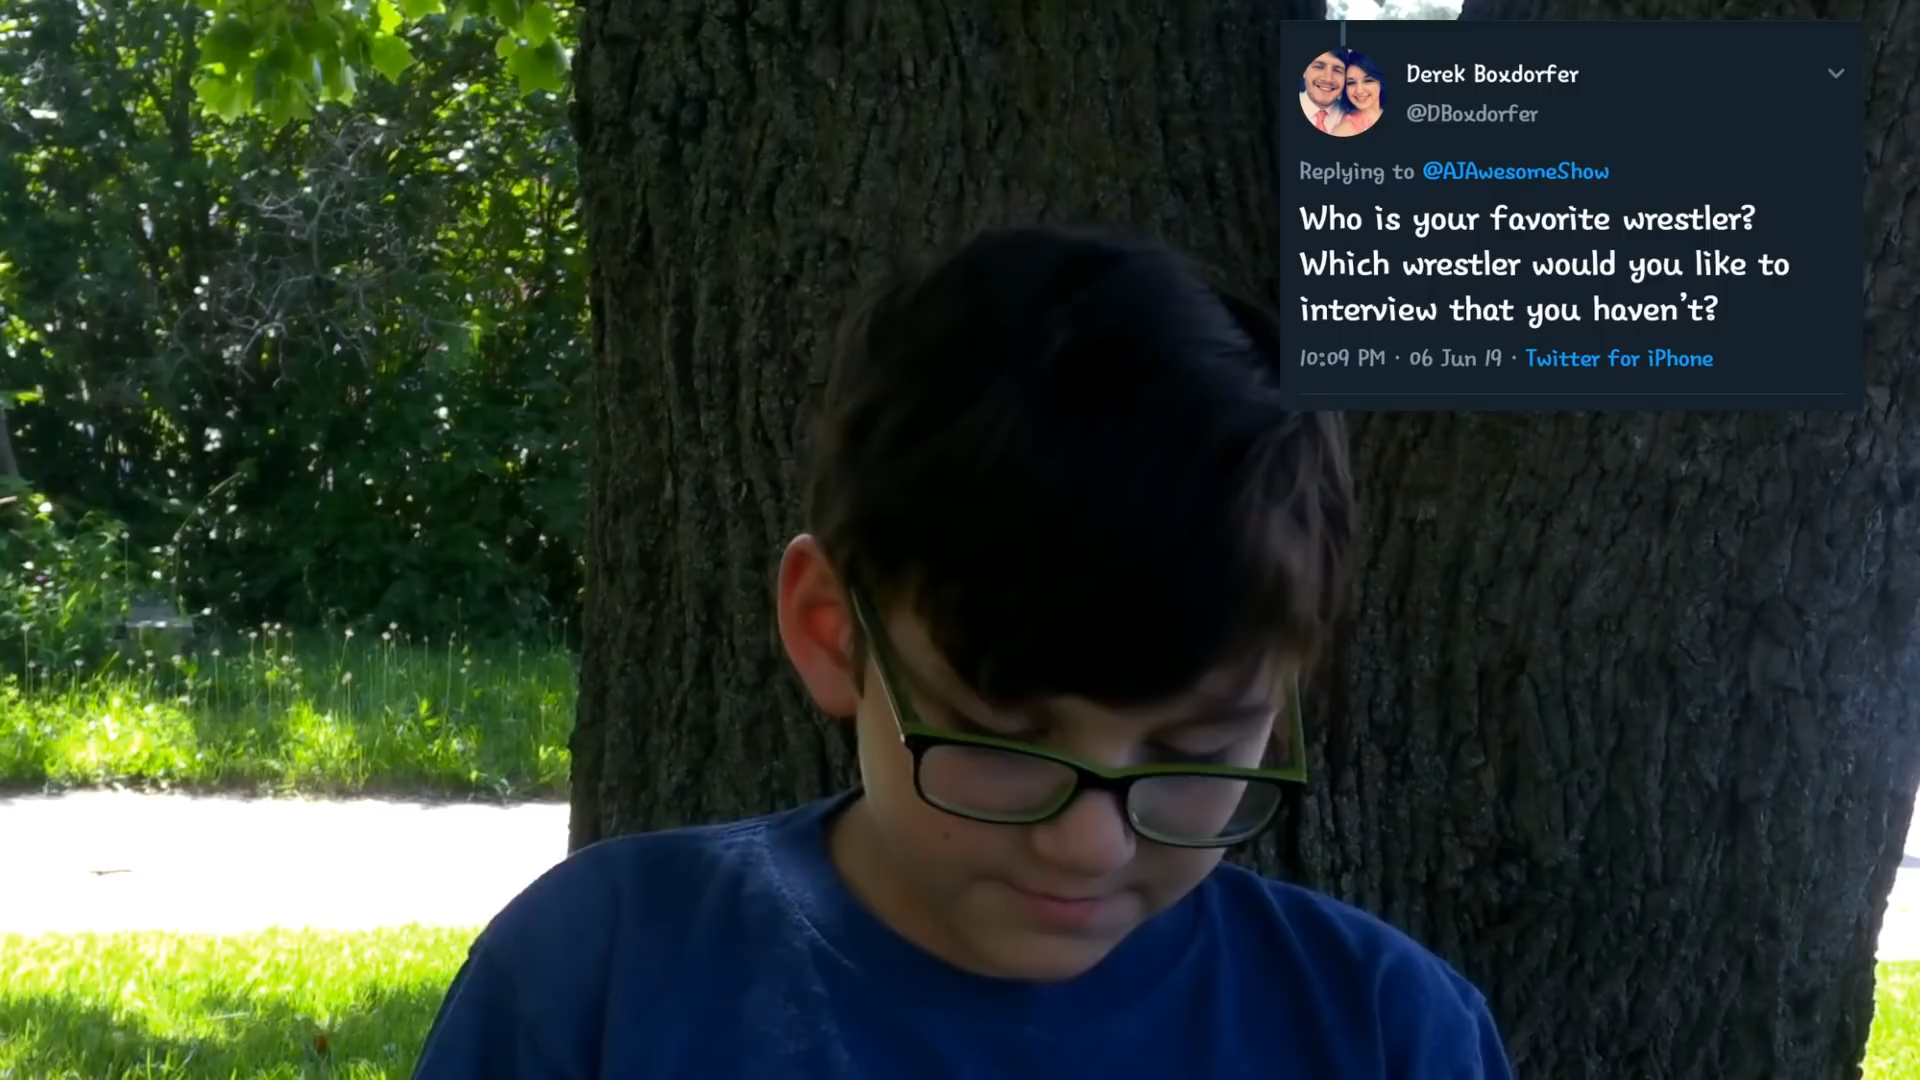 Derek Boxdorfer
@DBoxdorfer
Replying to @AJAwesomeShow
Who is your favorite wrestler?
Which wrestler would you like to
interview that you haven't?
10:09 PM · 06 Jun 19 · Twitter for iPhone